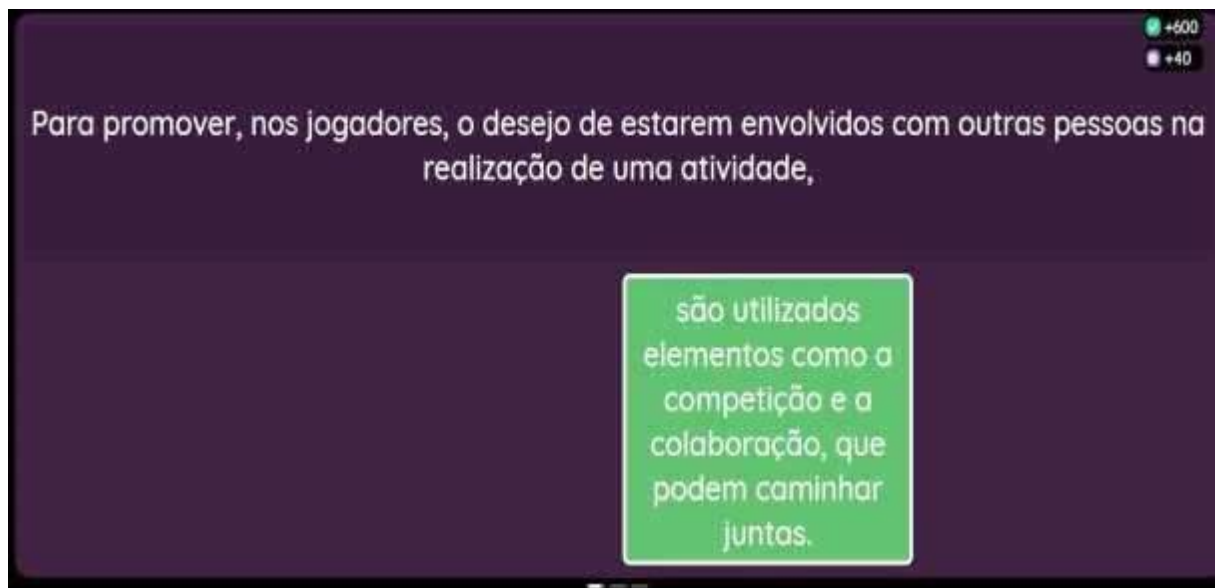 +600
+40
Para promover, nos jogadores, o desejo de estarem envolvidos com outras pessoas na
realização de uma atividade,
são utilizados
elementos como a
competição e a
colaboração, que
podem caminhar
juntas.